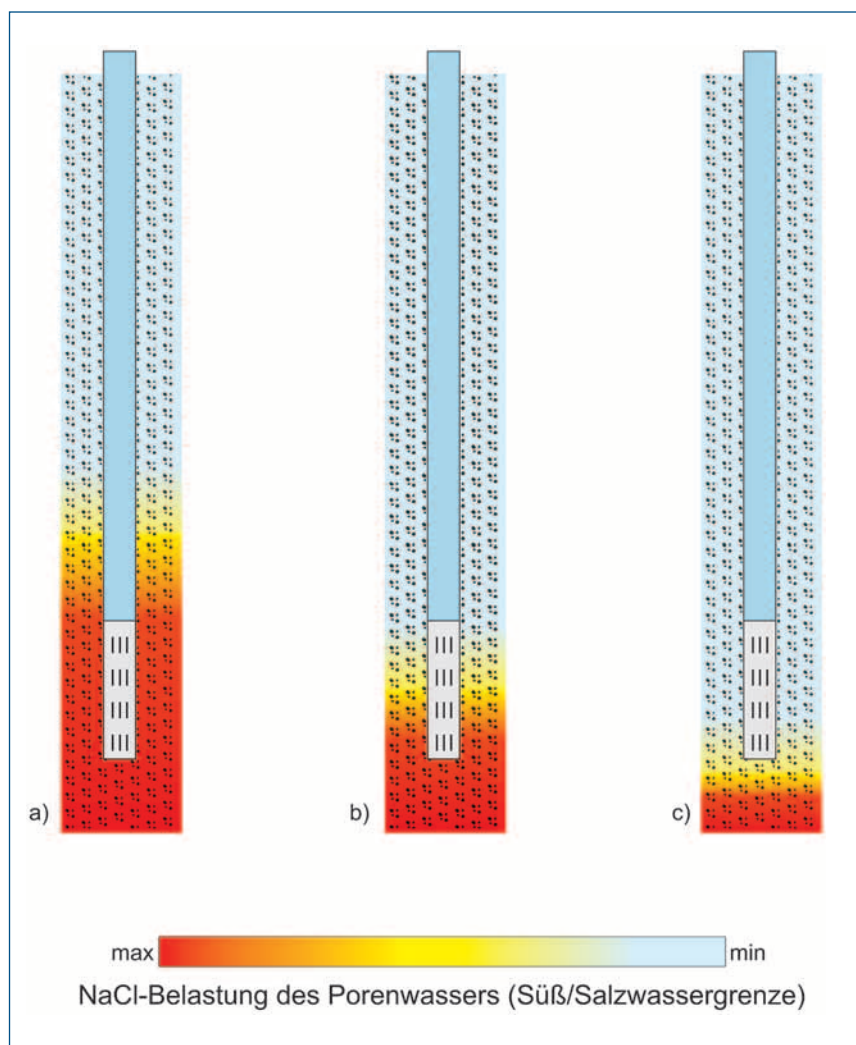 a) b) c)
max min
NaCl-Belastung des Porenwassers (Süß/Salzwassergrenze)